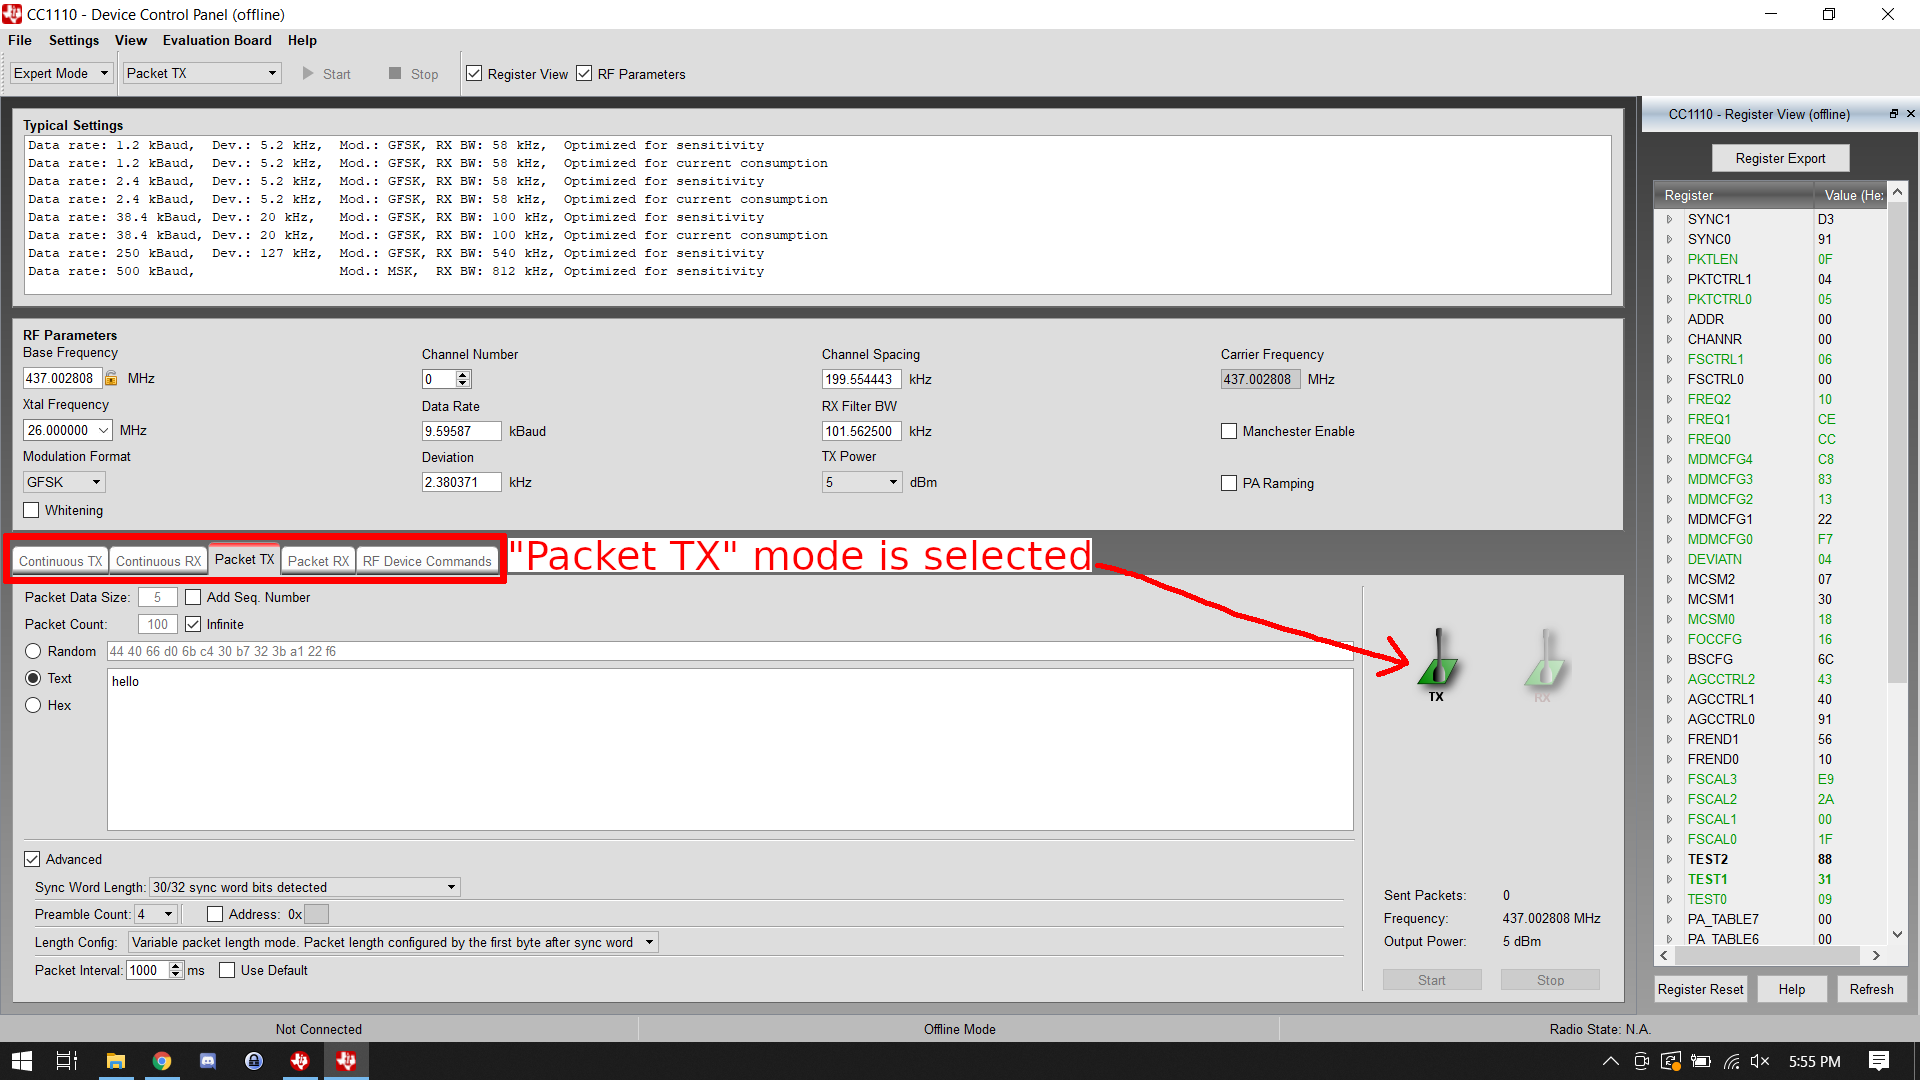 CC1110 - Device Control Panel (offline)
File Settings View Evaluation Board Help
Expert Mode Packet TX Start Stop Register View RF Parameters
Typical Settings
Data rate: 1.2 kBaud, Dev.: 5.2 kHz, Mod.: GFSK, RX BW: 58 kHz, Optimized for sensitivity
Data rate: 1.2 kBaud, Dev.: 5.2 kHz, Mod.: GFSK, RX BW: 58 kHz, Optimized for current consumption
Data rate: 2.4 kBaud, Dev.: 5.2 kHz, Mod.: GFSK, RX BW: 58 kHz, Optimized for sensitivity
Data rate: 2.4 kBaud, Dev.: 5.2 kHz, Mod.: GFSK, RX BW: 58 kHz, Optimized for current consumption
Data rate: 38.4 kBaud, Dev.: 20 kHz, Mod.: GFSK, RX BW: 100 kHz, Optimized for sensitivity
Data rate: 38.4 kBaud, Dev.: 20 kHz, Mod.: GFSK, RX BW: 100 kHz, Optimized for current consumption
Data rate: 250 kBaud, Dev.: 127 kHz, Mod.: GFSK, RX BW: 540 kHz, Optimized for sensitivity
Data rate: 500 kBaud, Mod.: MSK, RX BW: 812 kHz, Optimized for sensitivity
RF Parameters
Base Frequency Channel Number Channel Spacing Carrier Frequency
437.002808 MHz 0 199.554443 kHz 437.002808 MHz
Xtal Frequency Data Rate RX Filter BW
26.000000 MHz 9.59587 kBaud 101.562500 kHz Manchester Enable
Modulation Format Deviation TX Power
GFSK 2.380371 kHz 5 dBm PA Ramping
Whitening
Continuous TX Continuous RX Packet TX Packet RX RF Device Commands
"Packet TX" mode is selected
Packet Data Size: 5 Add Seq. Number
Packet Count: 100 Infinite
Random 44 40 66 d0 6b c4 30 b7 32 3b a1 22 f6
Text hello
Hex
TX RX
Advanced
Sync Word Length: 30/32 sync word bits detected
Preamble Count: 4 Address: 0x
Length Config: Variable packet length mode. Packet length configured by the first byte after sync word
Packet Interval: 1000 ms Use Default
Sent Packets: 0
Frequency: 437.002808 MHz
Output Power: 5 dBm
Start Stop
CC1110 - Register View (offline)
Register Export
Register Value (He:
SYNC1 D3
SYNC0 91
PKTLEN 0F
PKTCTRL1 04
PKTCTRL0 05
ADDR 00
CHANNR 00
FSCTRL1 06
FSCTRL0 00
FREQ2 10
FREQ1 CE
FREQ0 CC
MDMCFG4 C8
MDMCFG3 83
MDMCFG2 13
MDMCFG1 22
MDMCFG0 F7
DEVIATN 04
MCSM2 07
MCSM1 30
MCSM0 18
FOCCFG 16
BSCFG 6C
AGCCTRL2 43
AGCCTRL1 40
AGCCTRL0 91
FREND1 56
FREND0 10
FSCAL3 E9
FSCAL2 2A
FSCAL1 00
FSCAL0 1F
TEST2 88
TEST1 31
TEST0 09
PA_TABLE7 00
PA_TABLE6 00
Register Reset Help Refresh
Not Connected Offline Mode Radio State: N.A.
5:55 PM